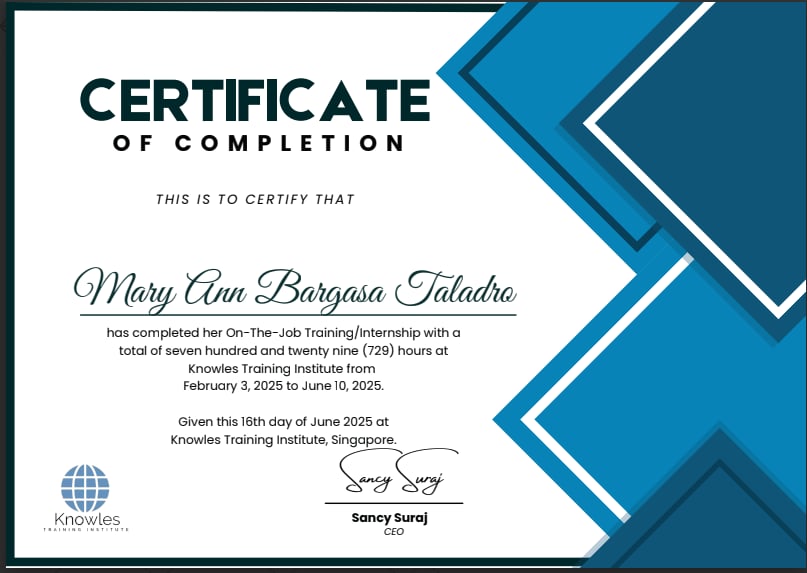 CERTIFICATE
OF COMPLETION
THIS IS TO CERTIFY THAT
Mary Ann Bargasa Taladro
has completed her On-The-Job Training/Internship with a
total of seven hundred and twenty nine (729) hours at
Knowles Training Institute from
February 3, 2025 to June 10, 2025.
Given this 16th day of June 2025 at
Knowles Training Institute, Singapore.
Sancy Suraj
Sancy Suraj
CEO
Knowles
TRAINING INSTITUTE